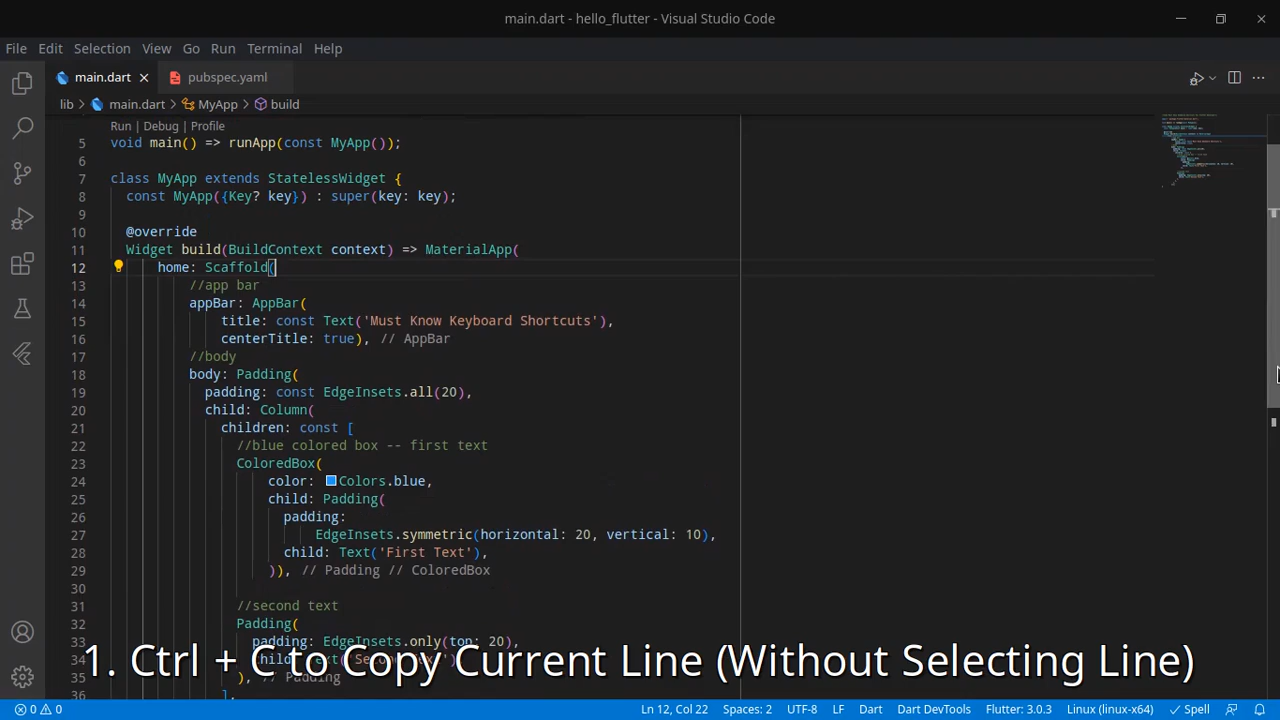 main.dart - hello_flutter - Visual Studio Code
File Edit Selection View Go Run Terminal Help
main.dart pubspec.yaml
lib > main.dart > MyApp > build
Run | Debug | Profile
5 void main() => runApp(const MyApp());
6
7 class MyApp extends StatelessWidget {
8 const MyApp({Key? key}) : super(key: key);
9
10 @override
11 Widget build(BuildContext context) => MaterialApp(
12 home: Scaffold(
13 //app bar
14 appBar: AppBar(
15 title: const Text('Must Know Keyboard Shortcuts'),
16 centerTitle: true), // AppBar
17 //body
18 body: Padding(
19 padding: const EdgeInsets.all(20),
20 child: Column(
21 children: const [
22 //blue colored box -- first text
23 ColoredBox(
24 color: Colors.blue,
25 child: Padding(
26 padding:
27 EdgeInsets.symmetric(horizontal: 20, vertical: 10),
28 child: Text('First Text'),
29 )), // Padding // ColoredBox
30
31 //second text
32 Padding(
33 padding: EdgeInsets.only(top: 20),
34
1. Ctrl + C to Copy Current Line (Without Selecting Line)
35 ), // Padding
36 ],
0 0 Ln 12, Col 22 Spaces: 2 UTF-8 LF Dart Dart DevTools Flutter: 3.0.3 Linux (linux-x64) Spell